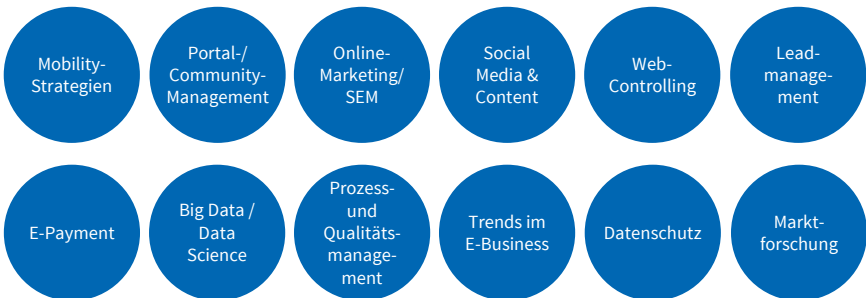 Mobility-
Strategien
Portal-/
Community-
Management
Online-
Marketing/
SEM
Social
Media &
Content
Web-
Controlling
Lead-
manage-
ment
E-Payment
Big Data /
Data
Science
Prozess-
und
Qualitäts-
manage-
ment
Trends im
E-Business
Datenschutz
Markt-
forschung